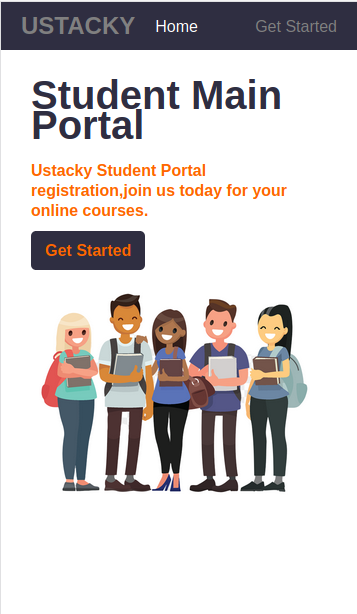 USTACKY Home Get Started
Student Main
Portal
Ustacky Student Portal
registration,join us today for your
online courses.
Get Started